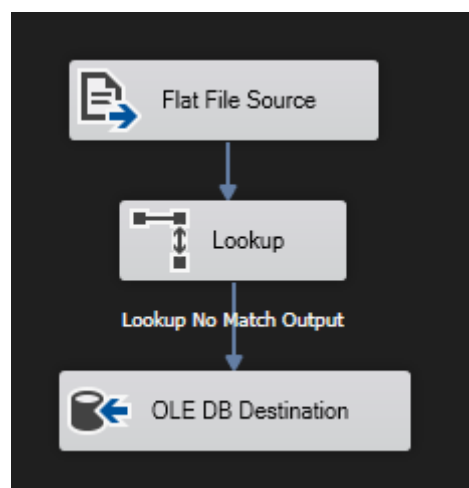 Flat File Source
Lookup
Lookup No Match Output
OLE DB Destination